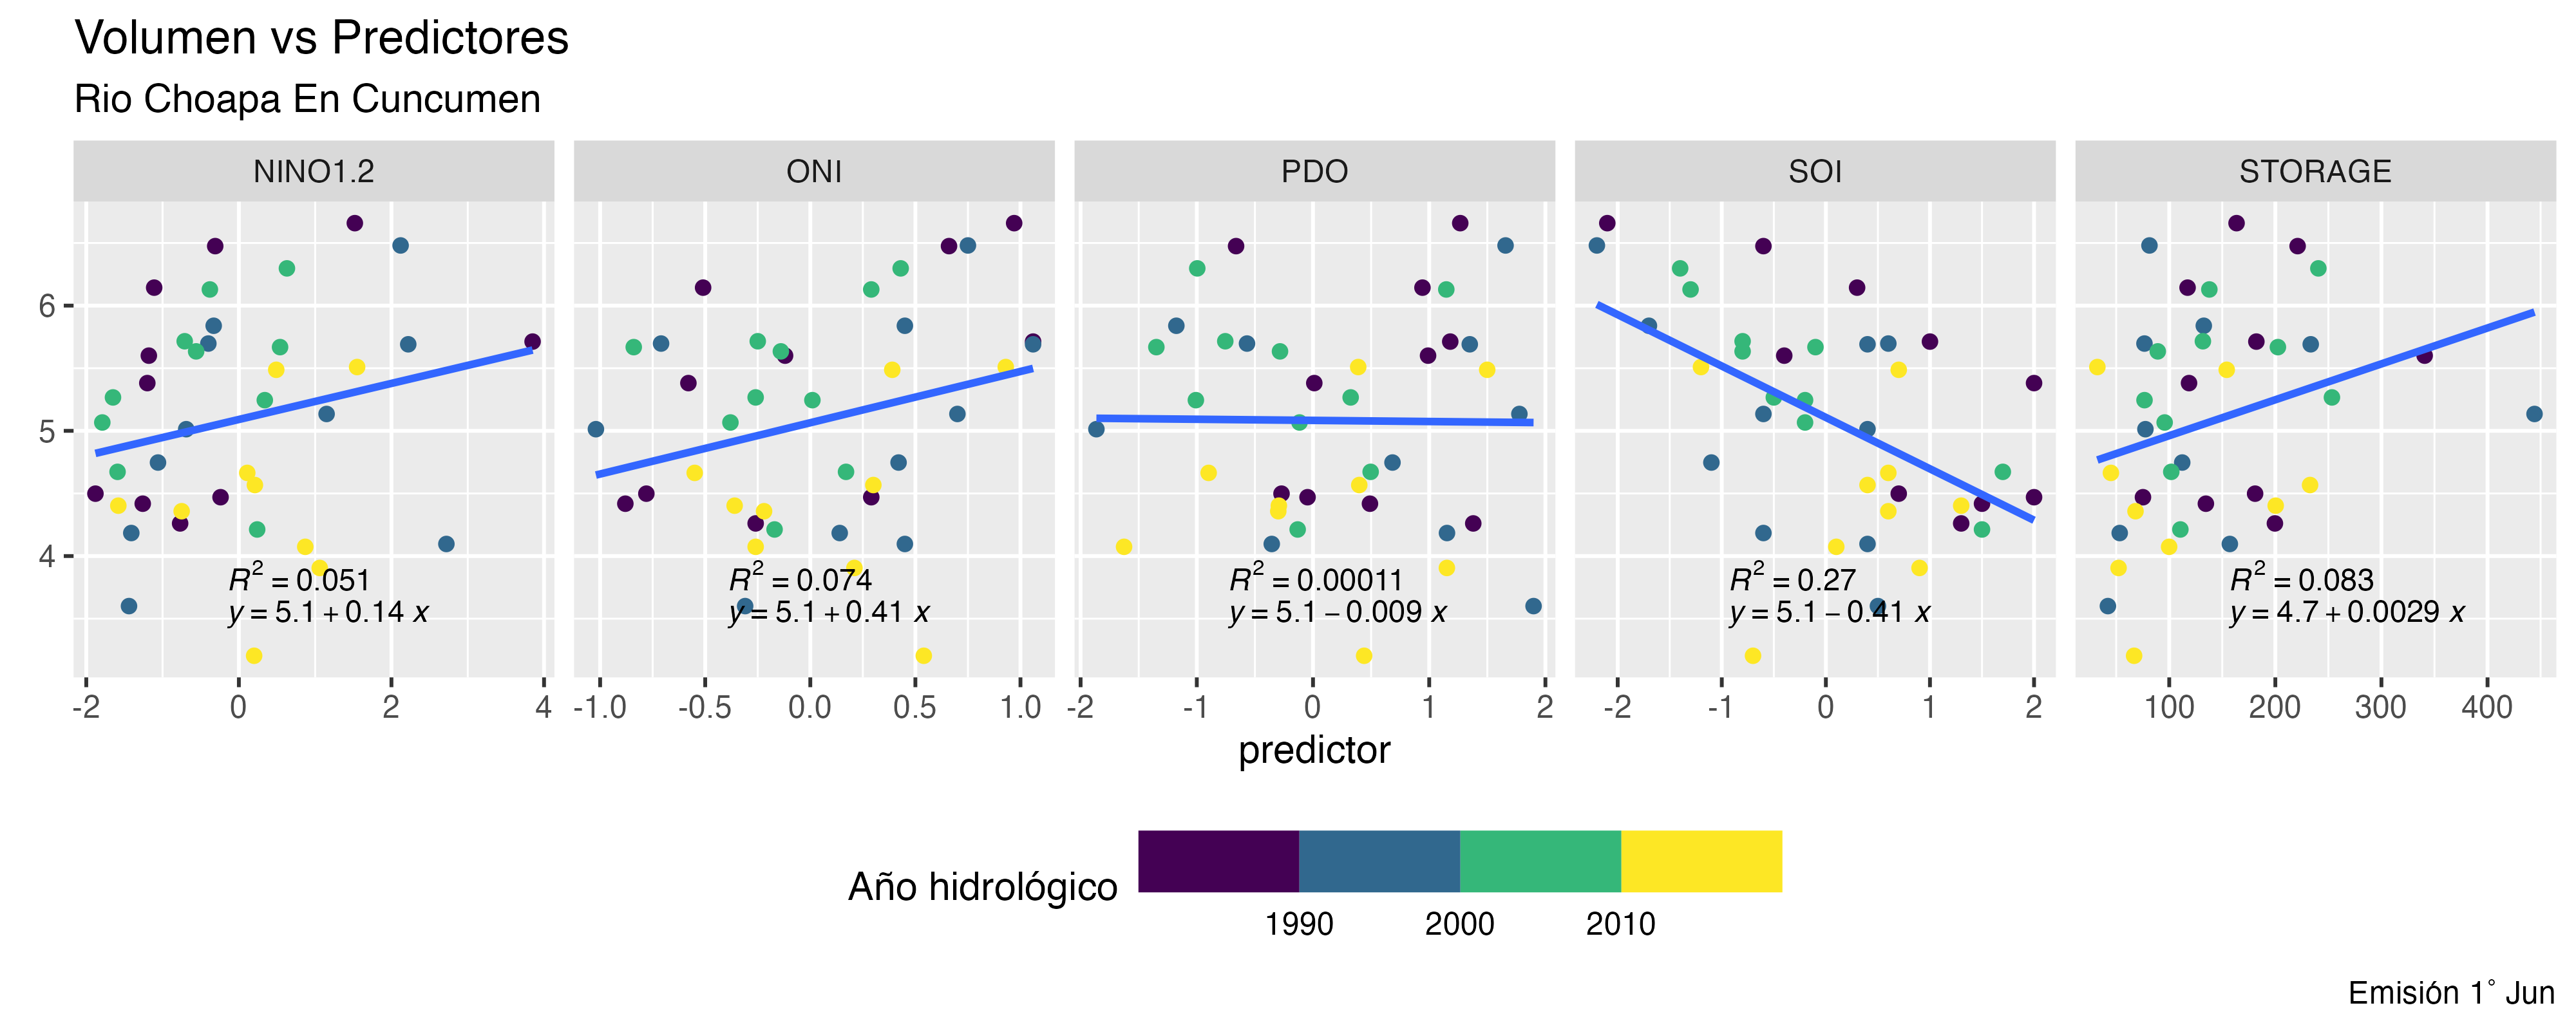 Volumen vs Predictores
Rio Choapa En Cuncumen
NINO1.2 ONI PDO SOI STORAGE
6
5
4
R² = 0.051 R² = 0.074 R² = 0.00011 R² = 0.27 R² = 0.083
y = 5.1 + 0.14 x y = 5.1 + 0.41 x y = 5.1 − 0.009 x y = 5.1 − 0.41 x y = 4.7 + 0.0029 x
-2 0 2 4 -1.0 -0.5 0.0 0.5 1.0 -2 -1 0 1 2 -2 -1 0 1 2 100 200 300 400
predictor
Año hidrológico
1990 2000 2010
Emisión 1° Jun